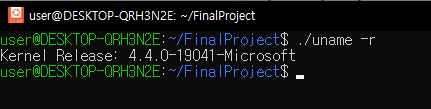 user@DESKTOP-QRH3N2E: ~/FinalProject
user@DESKTOP-QRH3N2E:~/FinalProject$ ./uname -r
Kernel Release: 4.4.0-19041-Microsoft
user@DESKTOP-QRH3N2E:~/FinalProject$